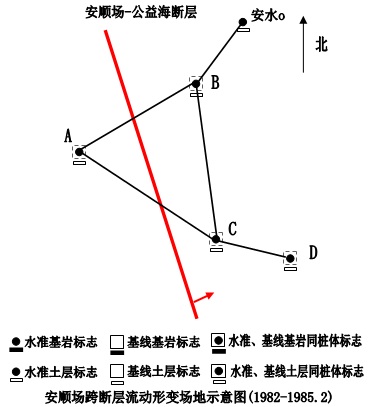 安顺场-公益海断层
安水o
北
B
A
C
D
水准基岩标志 基线基岩标志 水准、基线基岩同桩体标志
水准土层标志 基线土层标志 水准、基线土层同桩体标志
安顺场跨断层流动形变场地示意图(1982-1985.2)